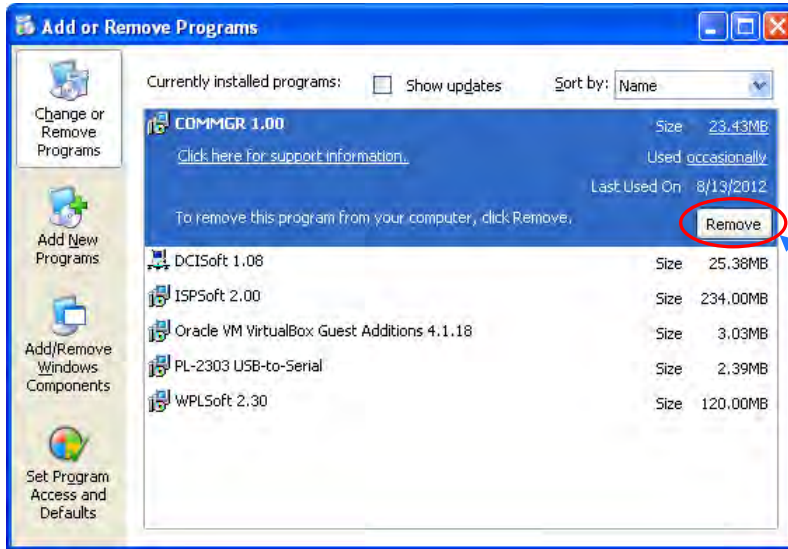 Add or Remove Programs
Change or
Remove
Programs
Add New
Programs
Add/Remove
Windows
Components
Set Program
Access and
Defaults
Currently installed programs: Show updates Sort by: Name
COMMGR 1.00 Size 23.43MB
Click here for support information. Used occasionally
Last Used On 8/13/2012
To remove this program from your computer, click Remove. Remove
DCISoft 1.08 Size 25.38MB
ISPSoft 2.00 Size 234.00MB
Oracle VM VirtualBox Guest Additions 4.1.18 Size 3.03MB
PL-2303 USB-to-Serial Size 2.39MB
WPLSoft 2.30 Size 120.00MB